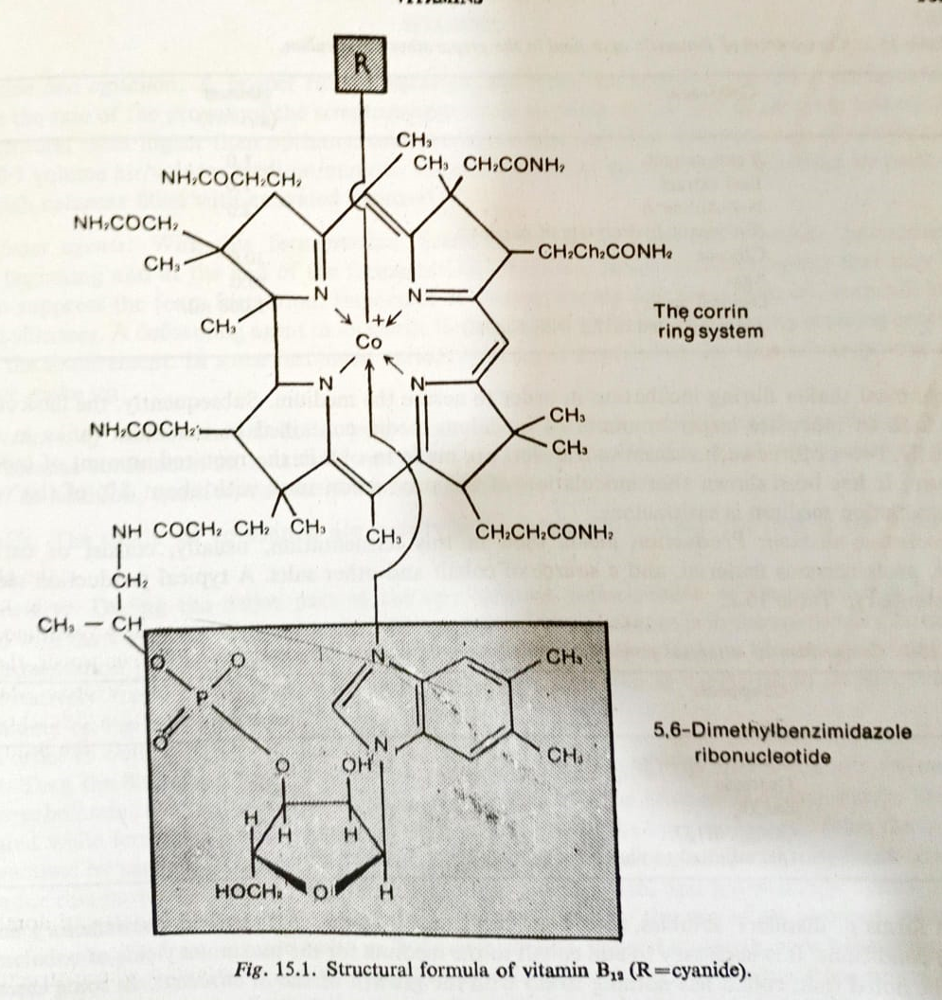 VITAMINS
R
CH₃
CH₃ CH₂CONH₂
NH₂COCH₂CH₂
NH₂COCH₂
CH₃
CH₂Ch₂CONH₂
N N
CH₃
+
Co
The corrin
ring system
N N
CH₃
NH₂COCH₂
CH₃
NH COCH₂ CH₂ CH₃
CH₃
CH₂CH₂CONH₂
CH₂
CH₃ — CH
O O
N
CH₃
P
O
5,6-Dimethylbenzimidazole
ribonucleotide
N
CH₃
O OH
H H H
HOCH₂ O H
Fig. 15.1. Structural formula of vitamin B₁₂ (R=cyanide).